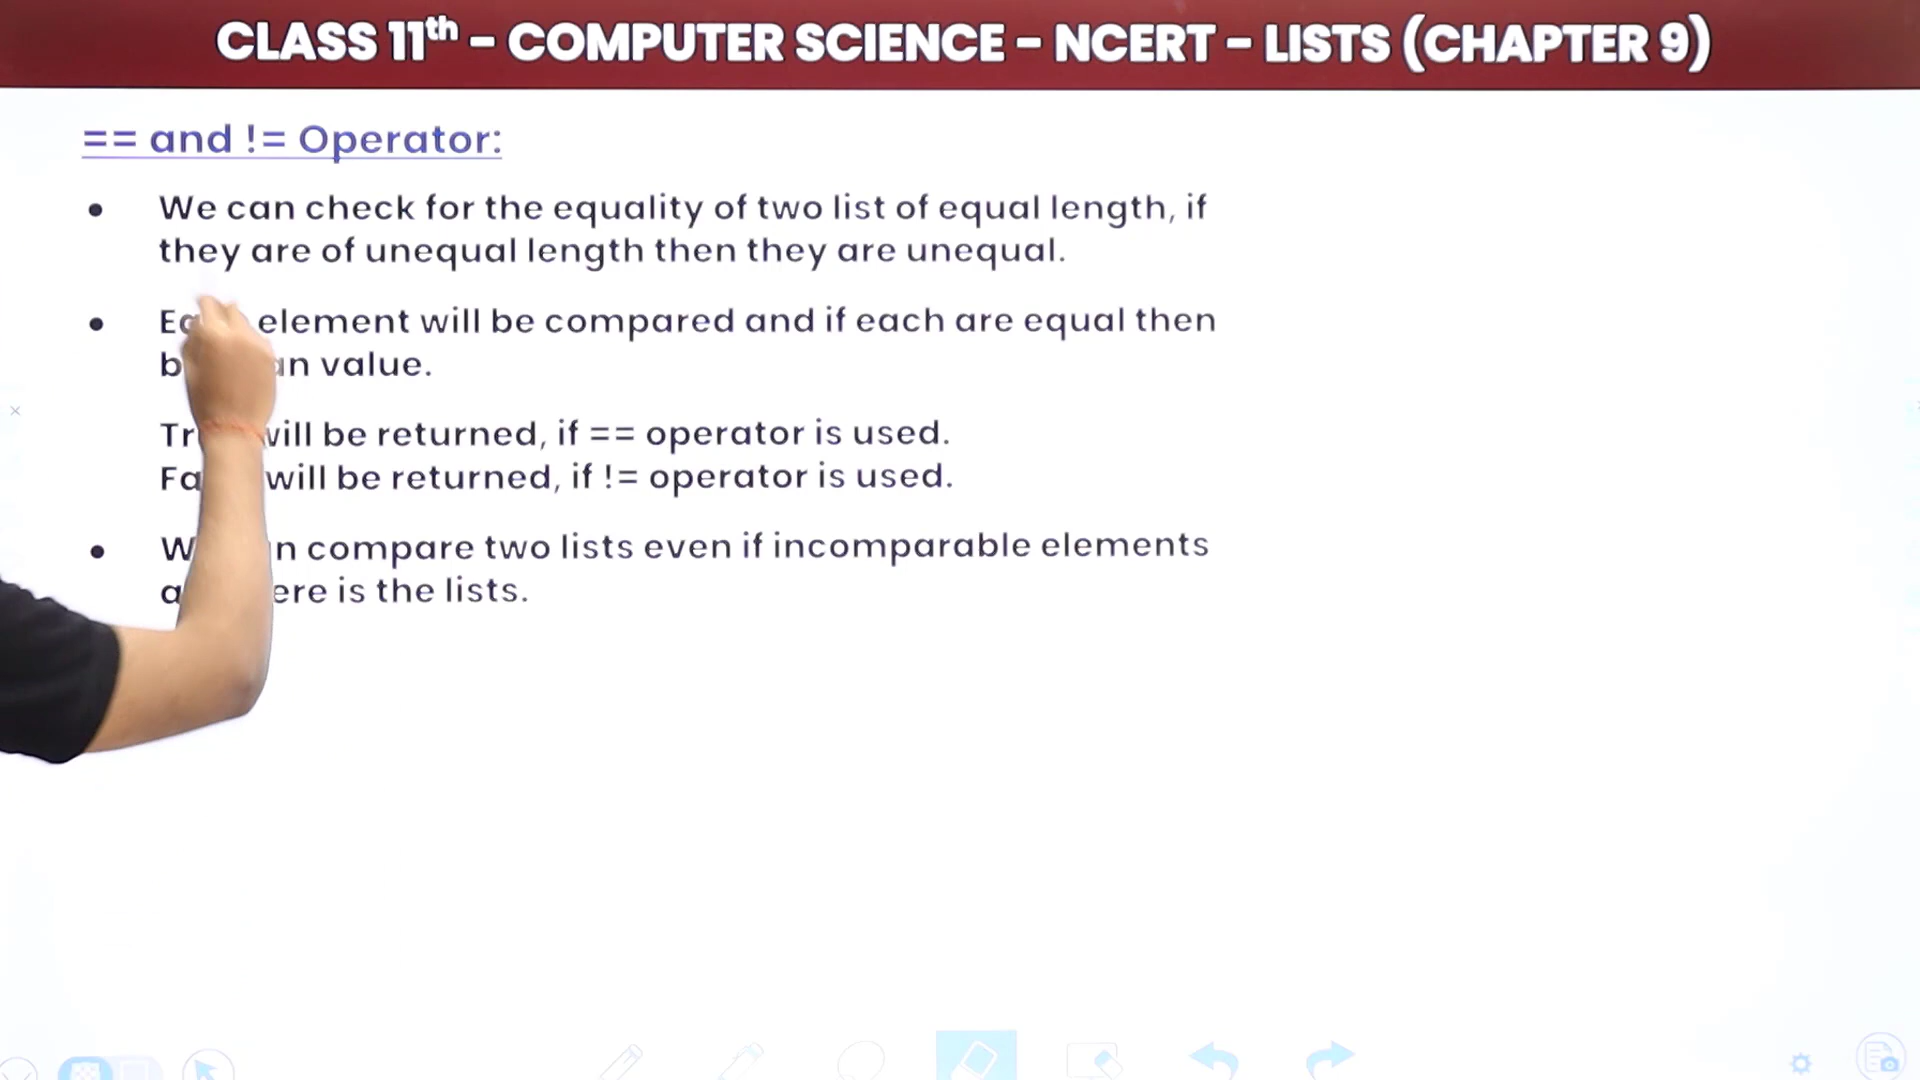 CLASS 11th - COMPUTER SCIENCE - NCERT - LISTS (CHAPTER 9)
== and != Operator:
• We can check for the equality of two list of equal length, if
they are of unequal length then they are unequal.
• element will be compared and if each are equal then
value.
will be returned, if == operator is used.
will be returned, if != operator is used.
• compare two lists even if incomparable elements
is the lists.